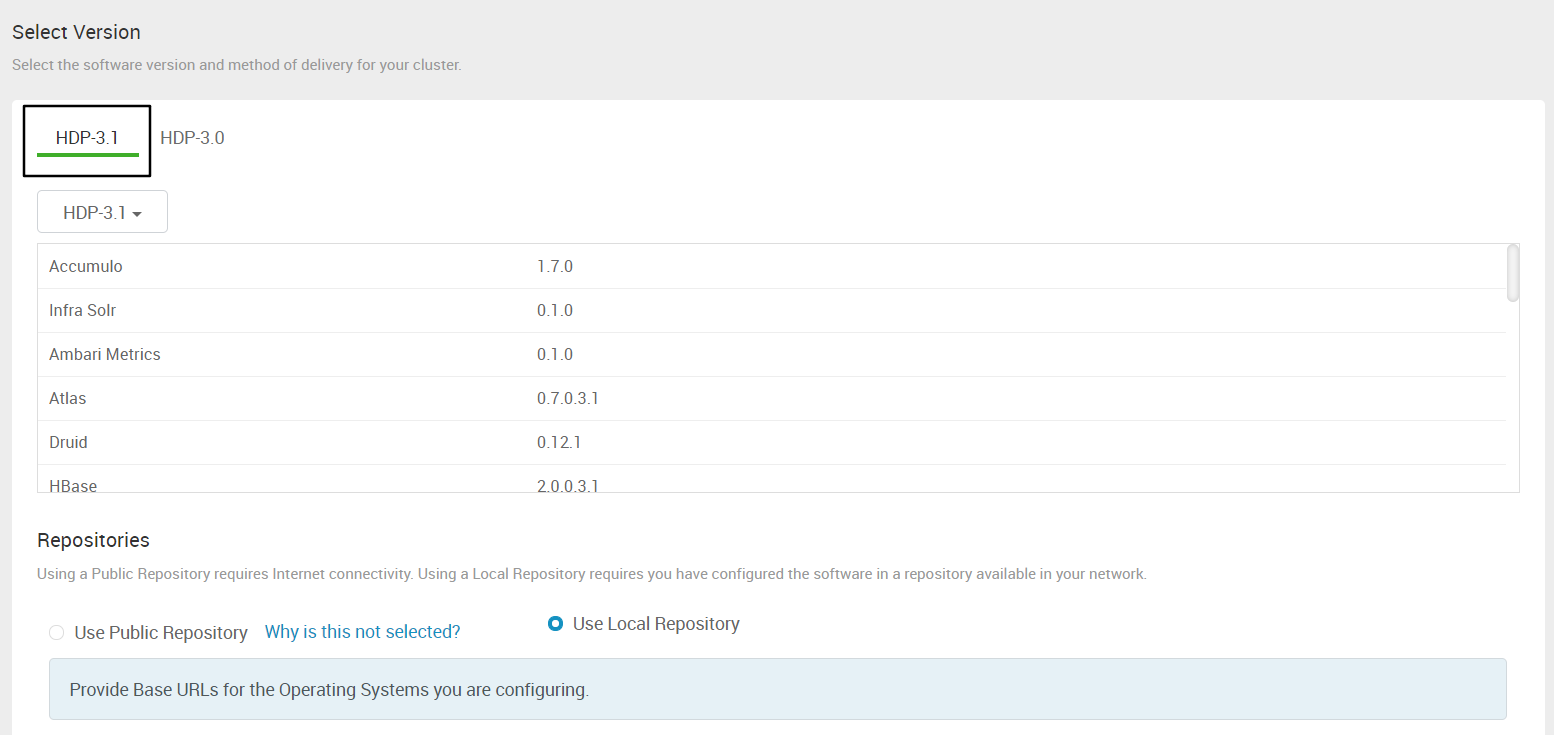 Select Version
Select the software version and method of delivery for your cluster.
HDP-3.1 HDP-3.0
HDP-3.1
Accumulo 1.7.0
Infra Solr 0.1.0
Ambari Metrics 0.1.0
Atlas 0.7.0.3.1
Druid 0.12.1
HBase 2.0.0.3.1
Repositories
Using a Public Repository requires Internet connectivity. Using a Local Repository requires you have configured the software in a repository available in your network.
Use Public Repository Why is this not selected? Use Local Repository
Provide Base URLs for the Operating Systems you are configuring.